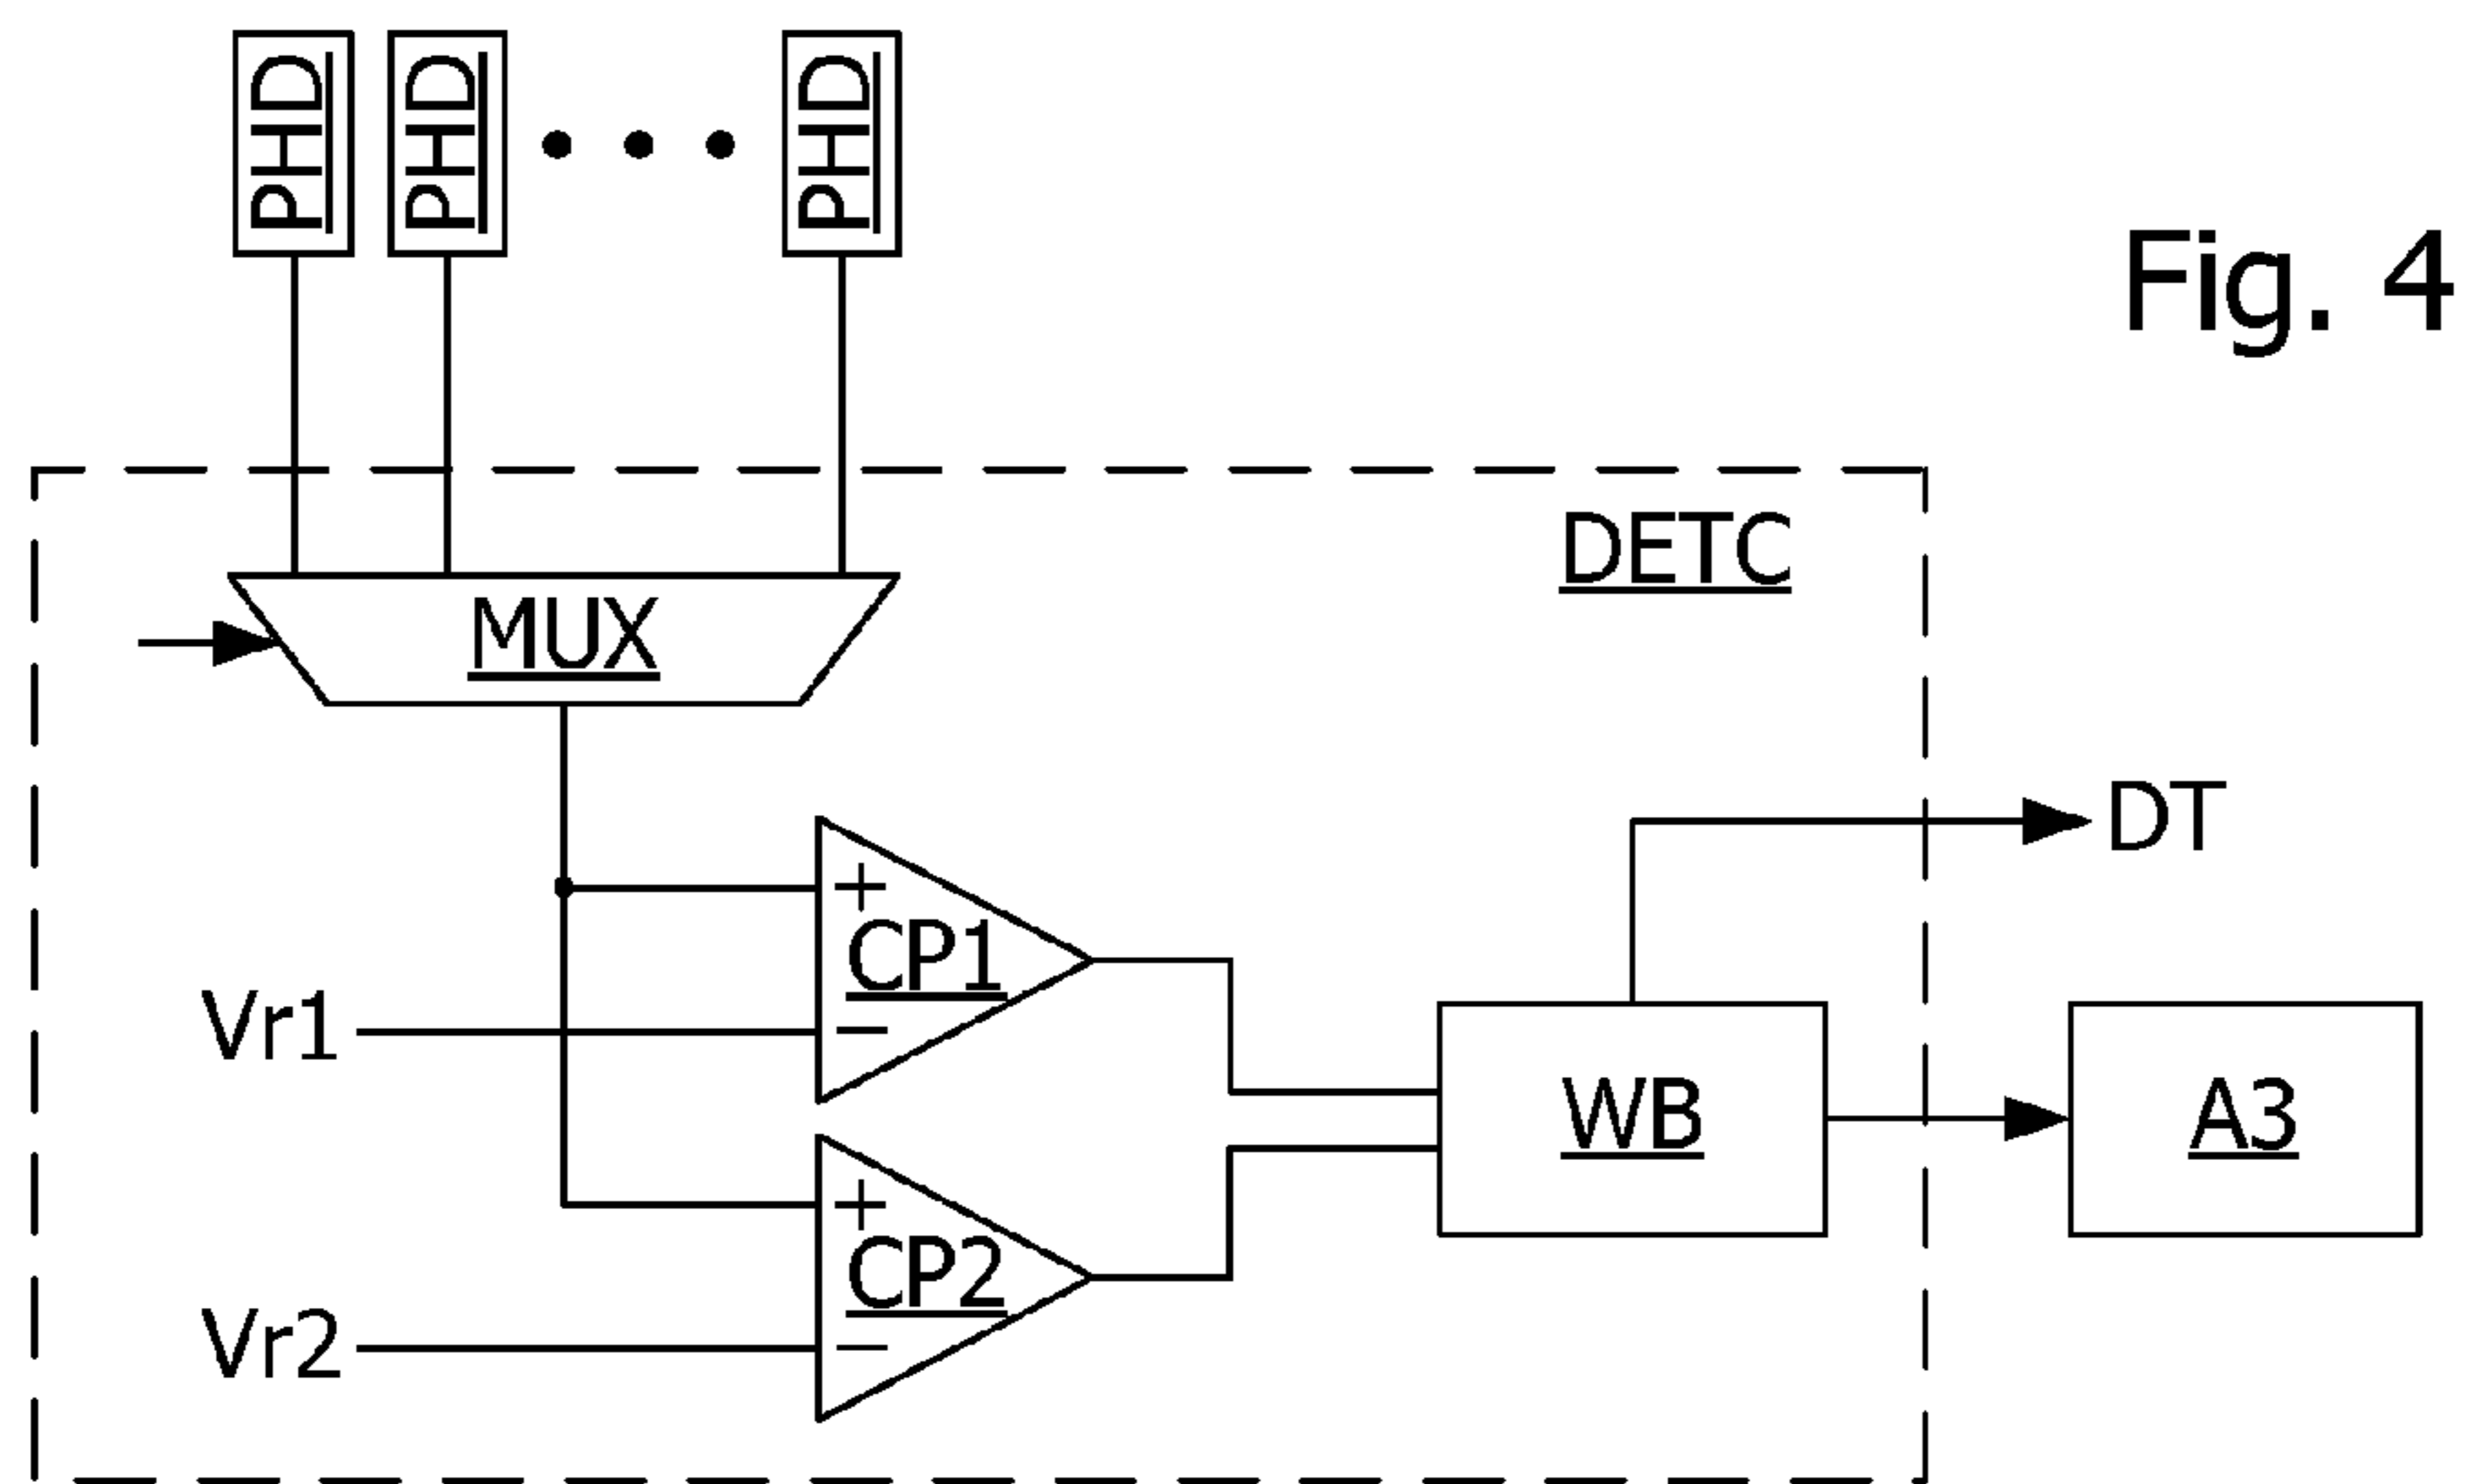 PHD PHD PHD
Fig. 4
DETC
MUX
DT
+
CP1
Vr1 −
WB
A3
+
CP2
Vr2 −